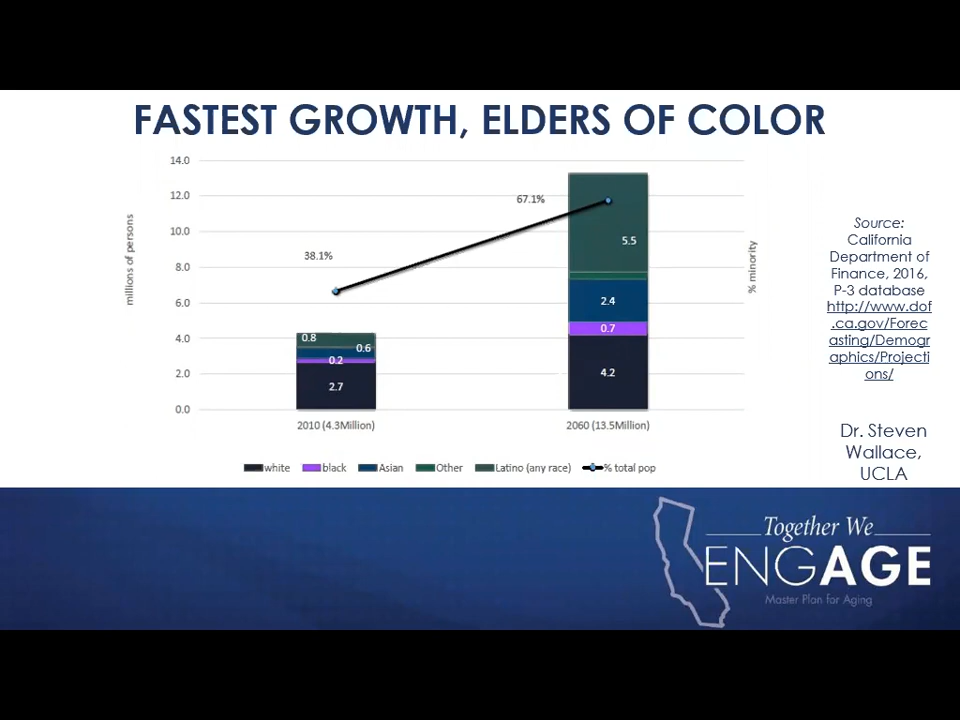 FASTEST GROWTH, ELDERS OF COLOR
14.0
12.0
10.0
8.0
6.0
4.0
2.0
0.0
millions of persons
38.1%
67.1%
0.8
0.6
0.2
2.7
5.5
2.4
0.7
4.2
2010 (4.3Million)
2060 (13.5Million)
% minority
white
black
Asian
Other
Latino (any race)
% total pop
Source:
California
Department of
Finance, 2016,
P-3 database
http://www.dof
.ca.gov/Forec
asting/Demogr
aphics/Projecti
ons/
Dr. Steven
Wallace,
UCLA
Together We
ENGAGE
Master Plan for Aging